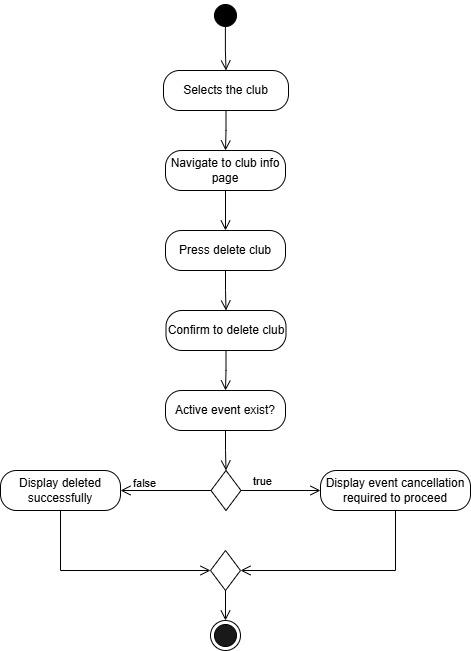 Selects the club
Navigate to club info
page
Press delete club
Confirm to delete club
Active event exist?
Display deleted
successfully
false
true
Display event cancellation
required to proceed